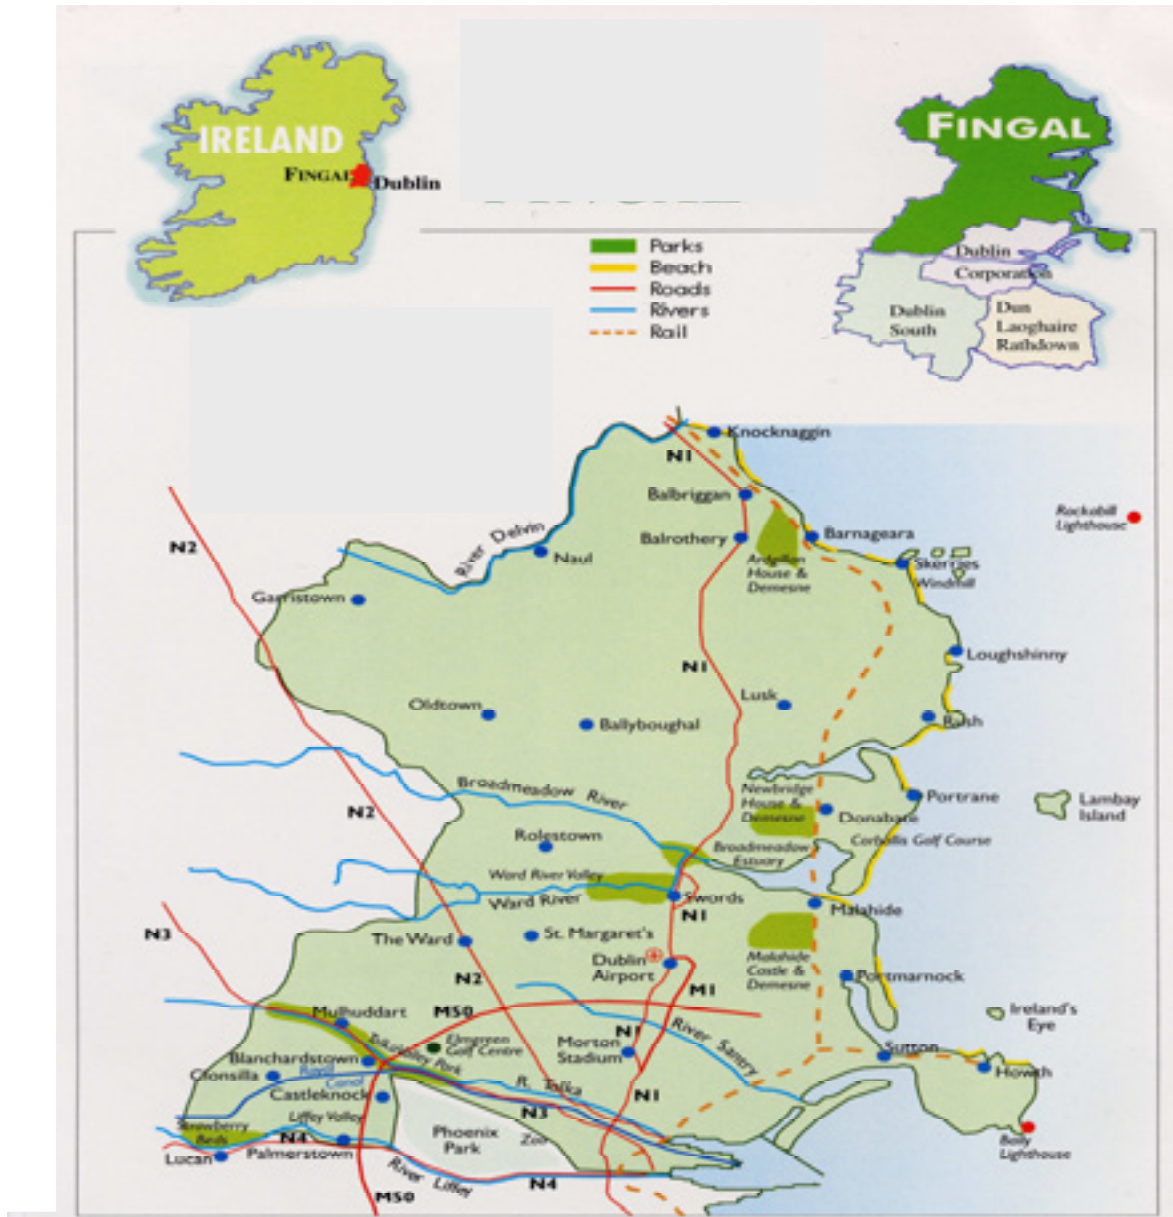 IRELAND
FINGAL
Dublin
FINGAL
Dublin
Corporation
Dublin
South
Dun
Laoghaire
Rathdown
Parks
Beach
Roads
Rivers
Rail
Knocknaggin
N1
Balbriggan
Rockabill
Lighthouse
River Delvin
Balrothery
Barnageara
N2
Naul
Ardgillan
House &
Demesne
Skerries
Windmill
Garristown
Loughshinny
N1
Lusk
Oldtown
Ballyboughal
Rush
Broadmeadow River
Newbridge
House &
Demesne
Portrane
Lambay
Island
N2
Donabate
Rolestown
Broadmeadow
Estuary
Corballis Golf Course
Ward River Valley
Ward River
Swords
N1
Malahide
N3
The Ward
St. Margaret's
Dublin
Airport
Malahide
Castle &
Demesne
Portmarnock
N2
M1
Mulhuddart
M50
Ireland's
Eye
River Santry
N1
Morton
Stadium
Elmgreen
Golf Centre
Tolka Valley Park
Blanchardstown
Sutton
Clonsilla
Royal
Canal
Howth
Castleknock
R. Tolka
N1
N3
Liffey Valley
Strawberry
Beds
N4
Phoenix
Park
Zoo
Baily
Lighthouse
Lucan
Palmerstown
River Liffey
N4
M50